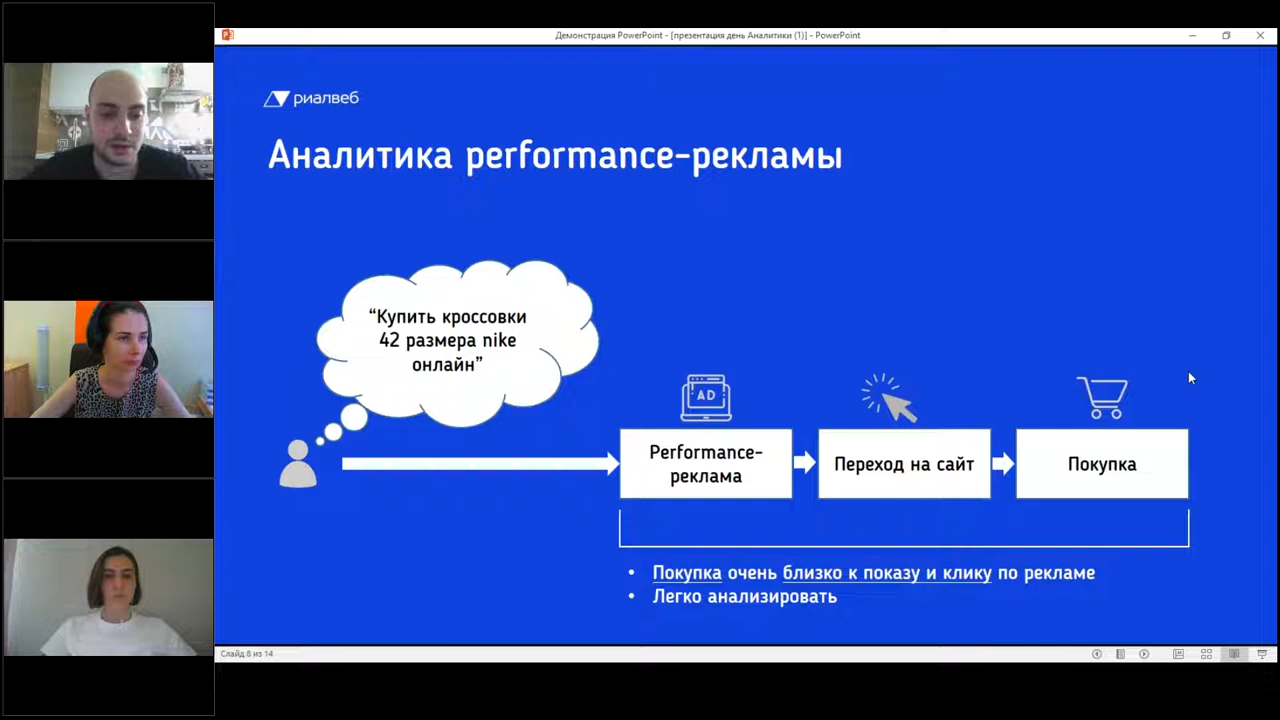 Демонстрация PowerPoint - [презентация день Аналитики (1)] - PowerPoint
риалвеб
Аналитика performance-рекламы
“Купить кроссовки
42 размера nike
онлайн”
AD
Performance-
реклама
Переход на сайт
Покупка
• Покупка очень близко к показу и клику по рекламе
• Легко анализировать
Слайд 8 из 14